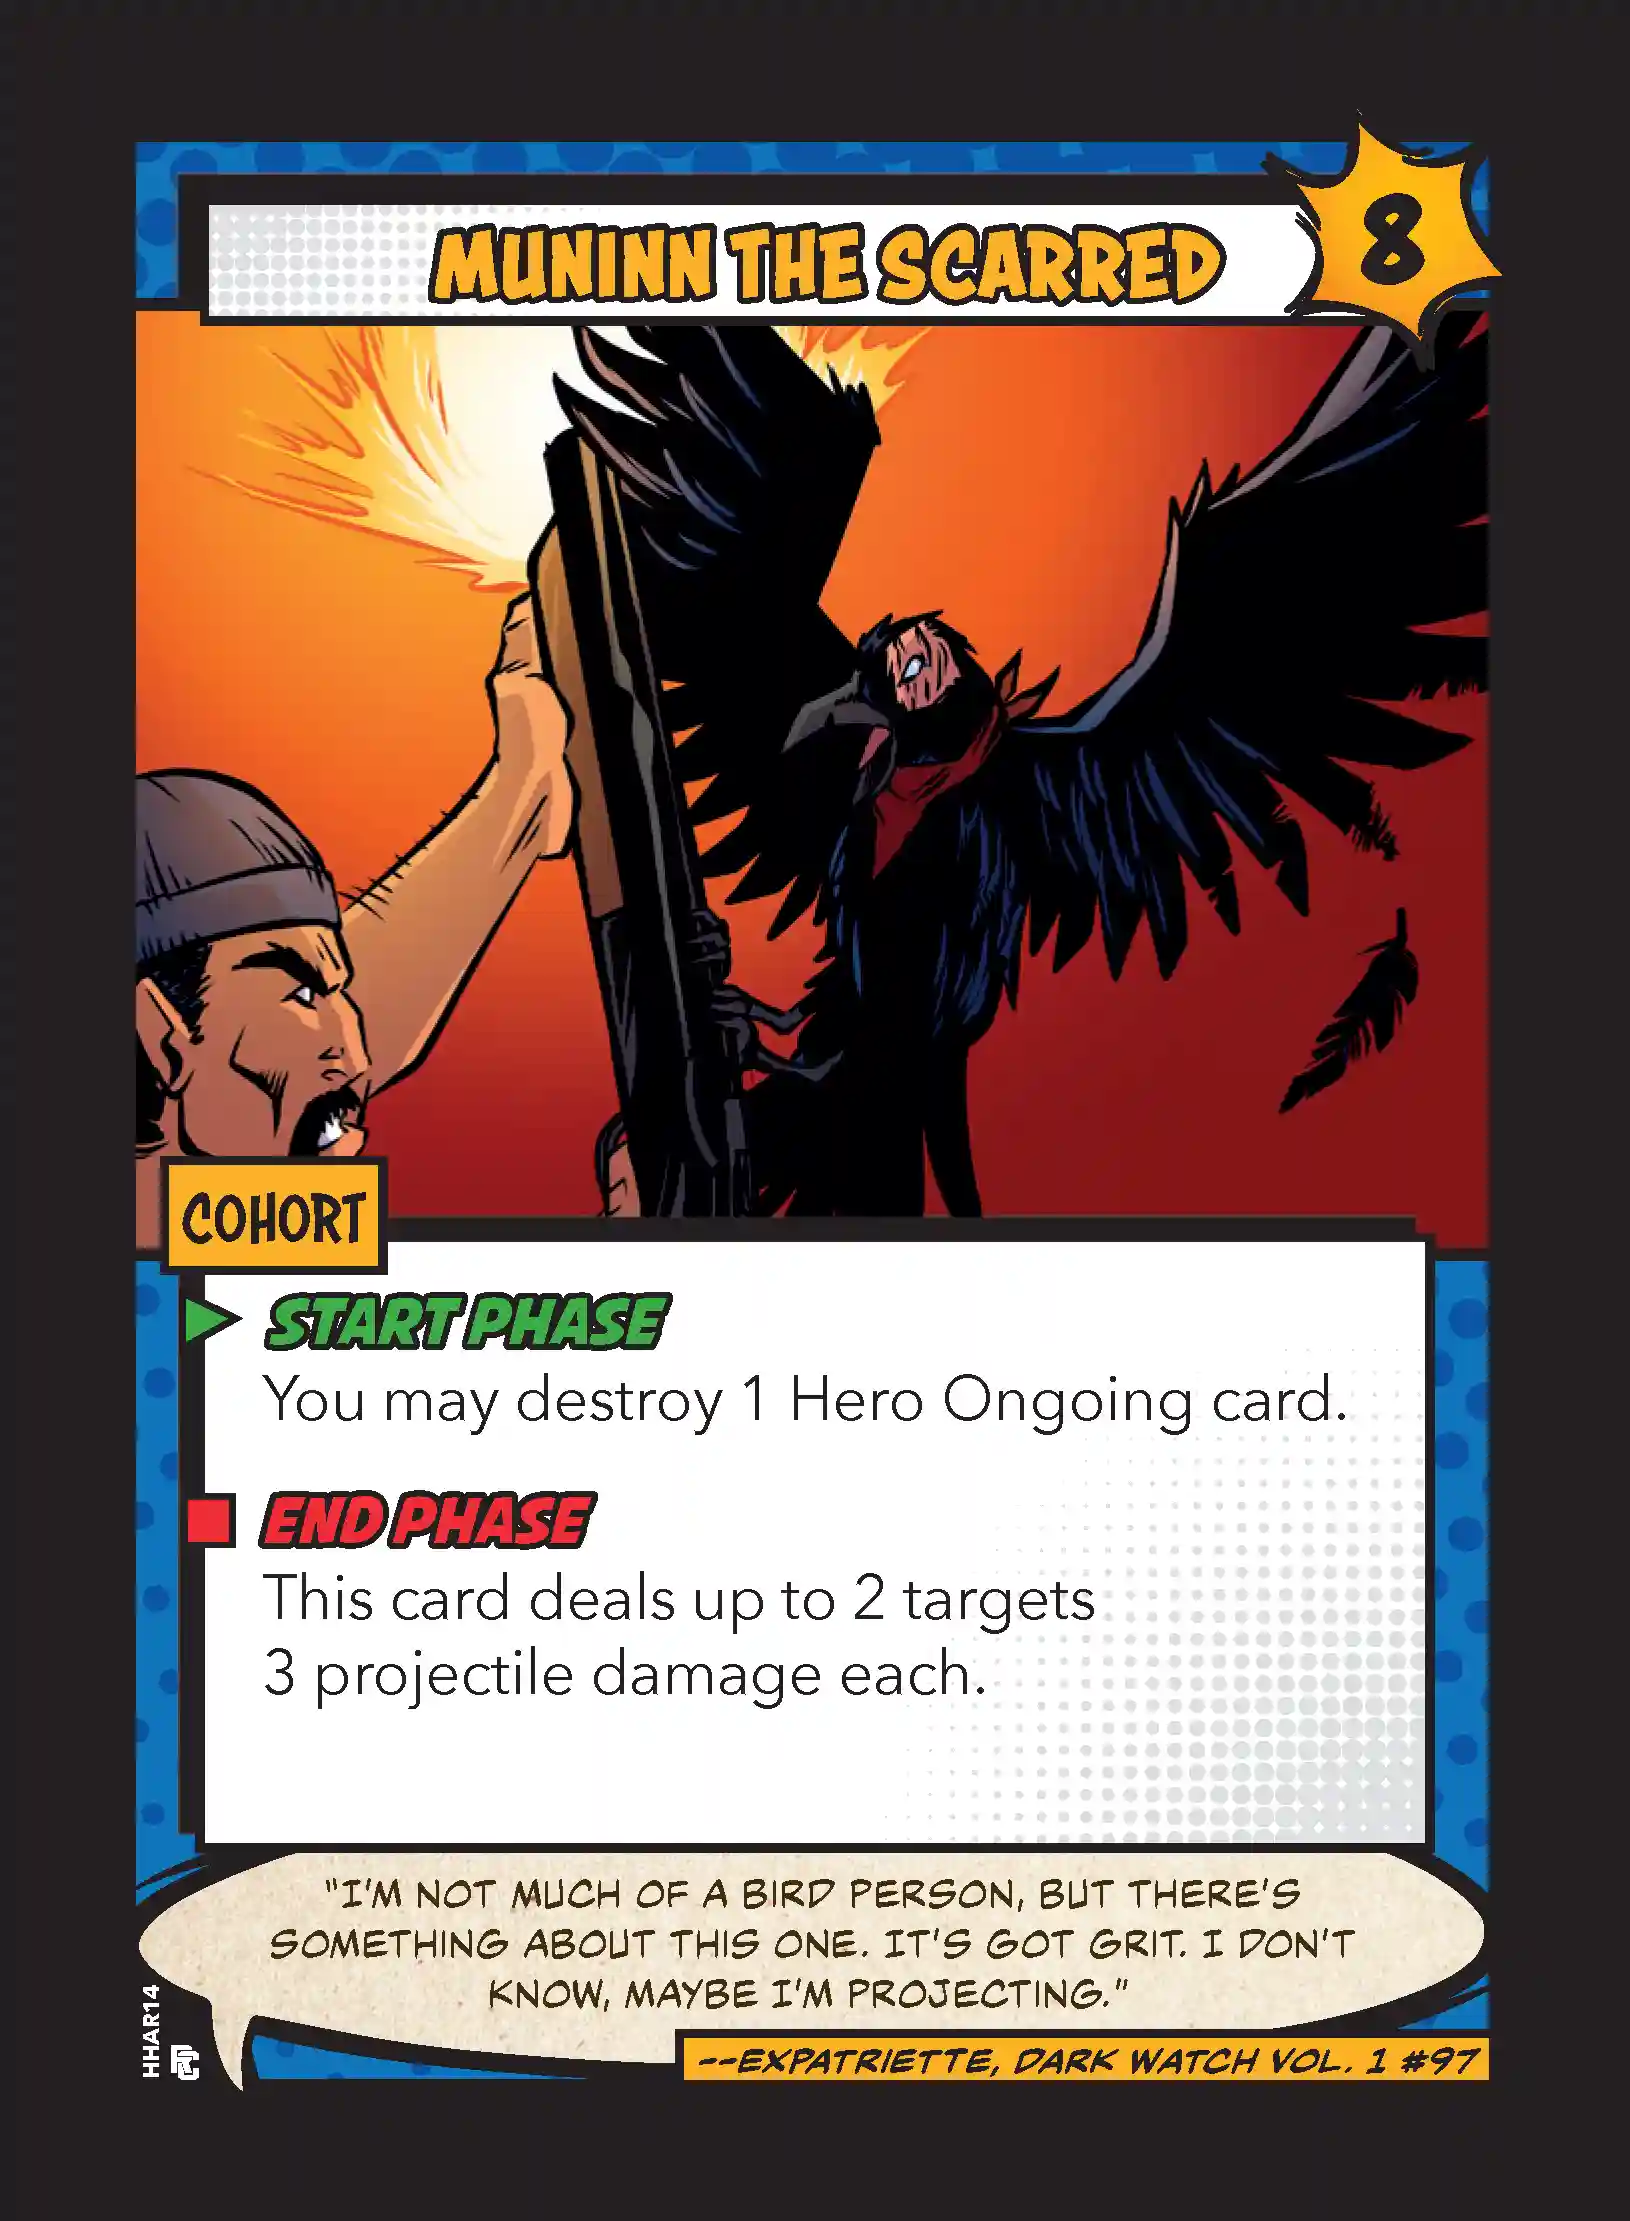 MUNINN THE SCARRED
8
COHORT
START PHASE
You may destroy 1 Hero Ongoing card.
END PHASE
This card deals up to 2 targets
3 projectile damage each.
"I'M NOT MUCH OF A BIRD PERSON, BUT THERE'S
SOMETHING ABOUT THIS ONE. IT'S GOT GRIT. I DON'T
KNOW, MAYBE I'M PROJECTING."
--EXPATRIETTE, DARK WATCH VOL. 1 #97
HHAR14